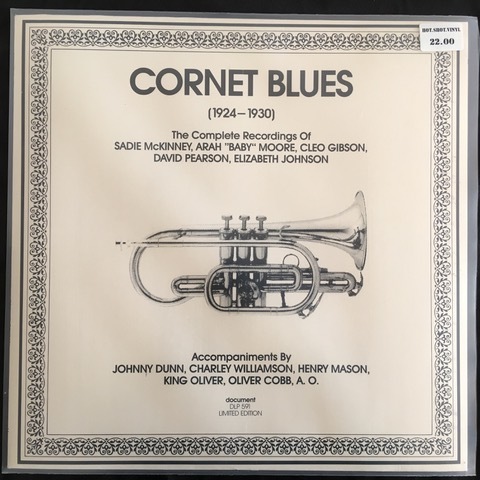 HOT.SHOT.VINYL
22.00
CORNET BLUES
(1924–1930)
The Complete Recordings Of
SADIE McKINNEY, ARAH "BABY" MOORE, CLEO GIBSON,
DAVID PEARSON, ELIZABETH JOHNSON
Accompaniments By
JOHNNY DUNN, CHARLEY WILLIAMSON, HENRY MASON,
KING OLIVER, OLIVER COBB, A. O.
document
DLP 591
LIMITED EDITION